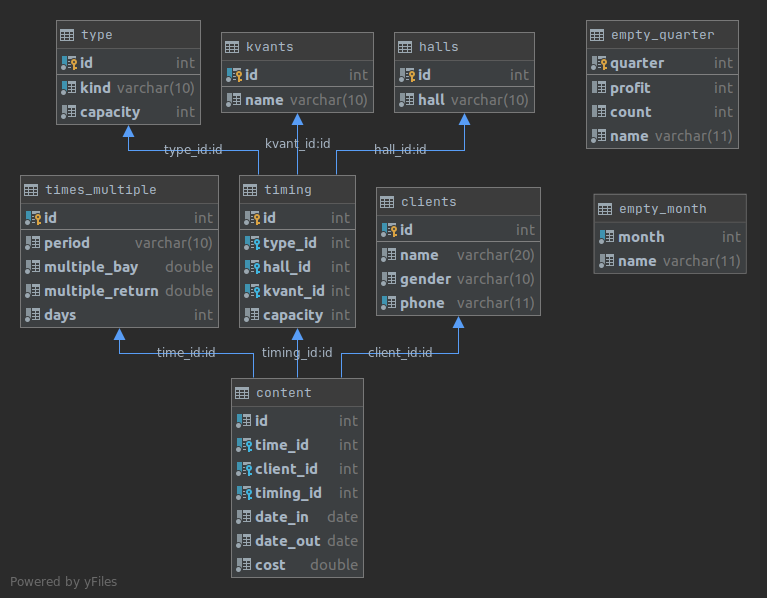 type
id int
kind varchar(10)
capacity int
kvants
id int
name varchar(10)
halls
id int
hall varchar(10)
empty_quarter
quarter int
profit int
count int
name varchar(11)
type_id:id
kvant_id:id
hall_id:id
times_multiple
id int
period varchar(10)
multiple_bay double
multiple_return double
days int
timing
id int
type_id int
hall_id int
kvant_id int
capacity int
clients
id int
name varchar(20)
gender varchar(10)
phone varchar(11)
empty_month
month int
name varchar(11)
time_id:id
timing_id:id
client_id:id
content
id int
time_id int
client_id int
timing_id int
date_in date
date_out date
cost double
Powered by yFiles